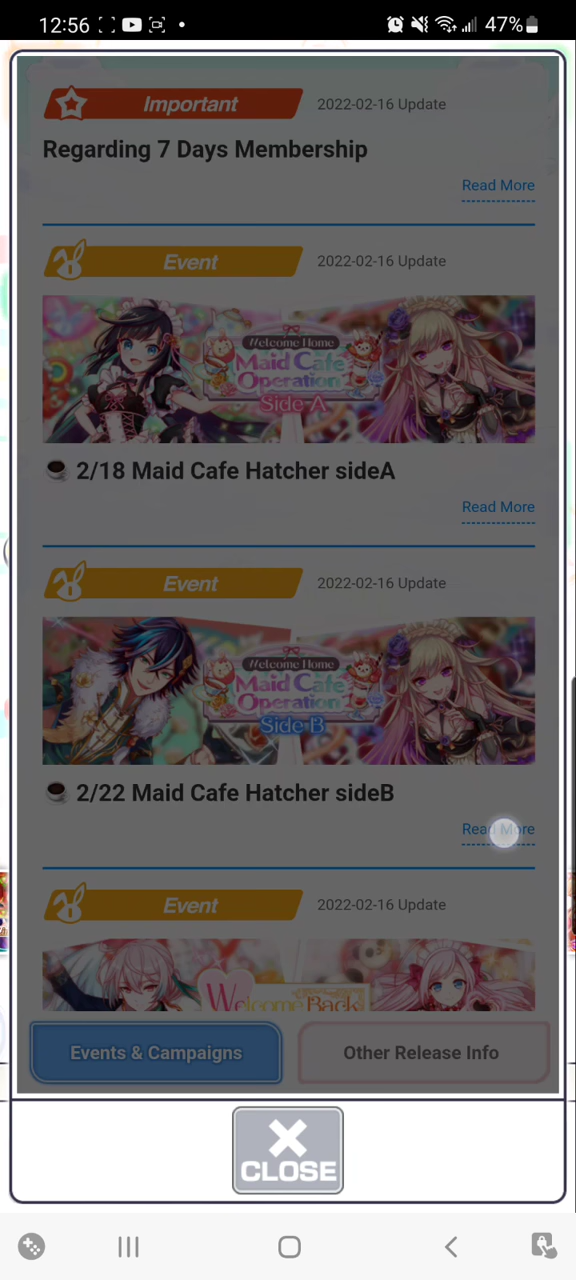 12:56
47%
Important
2022-02-16 Update
Regarding 7 Days Membership
Read More
Event
2022-02-16 Update
Welcome Home
Maid Cafe
Operation
Side A
2/18 Maid Cafe Hatcher sideA
Read More
Event
2022-02-16 Update
Welcome Home
Maid Cafe
Operation
Side B
2/22 Maid Cafe Hatcher sideB
Read More
Event
2022-02-16 Update
Welcome Back
Events & Campaigns
Other Release Info
CLOSE